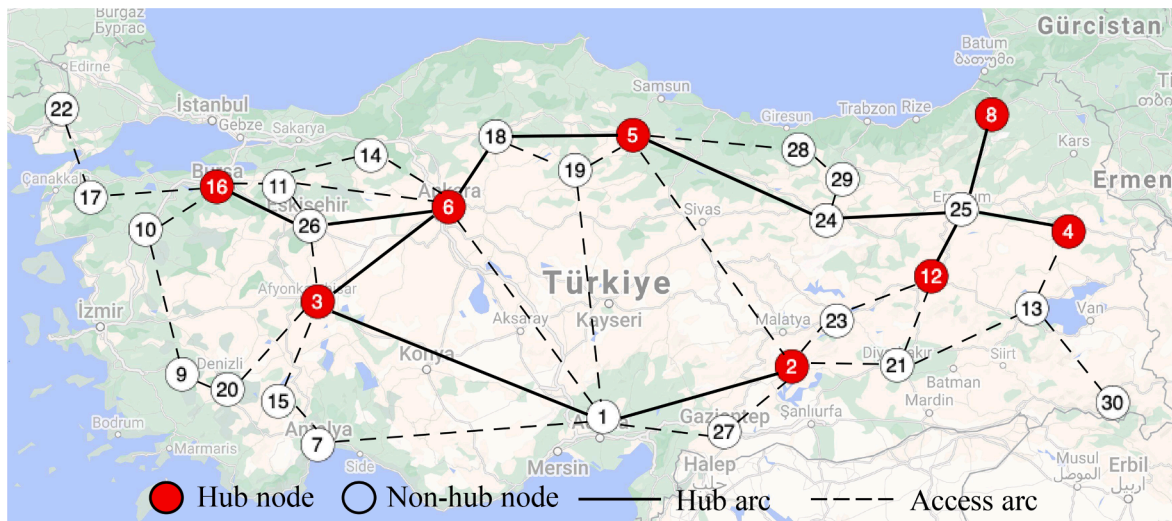 Burgaz
Бургас
Gürcistan
Edirne
Batum
ბათუმი
Samsun
22
İstanbul
Gebze
Sakarya
Giresun
Trabzon
Rize
8
18
5
Kars
14
28
Çanakkale
Bursa
11
19
29
Ermen
17
16
Eskişehir
Ankara
6
Sivas
24
25
4
10
26
12
Afyonkarahisar
3
Türkiye
13
Van
İzmir
Aksaray
Kayseri
Malatya
23
Konya
2
21
Siirt
9
Denizli
20
Batman
Mardin
30
15
1
Gaziantep
Şanlıurfa
Bodrum
Antalya
7
27
Marmaris
Side
Mersin
Halep
Musul
الموصل
Erbil
اربيل
Hub node
Non-hub node
Hub arc
Access arc